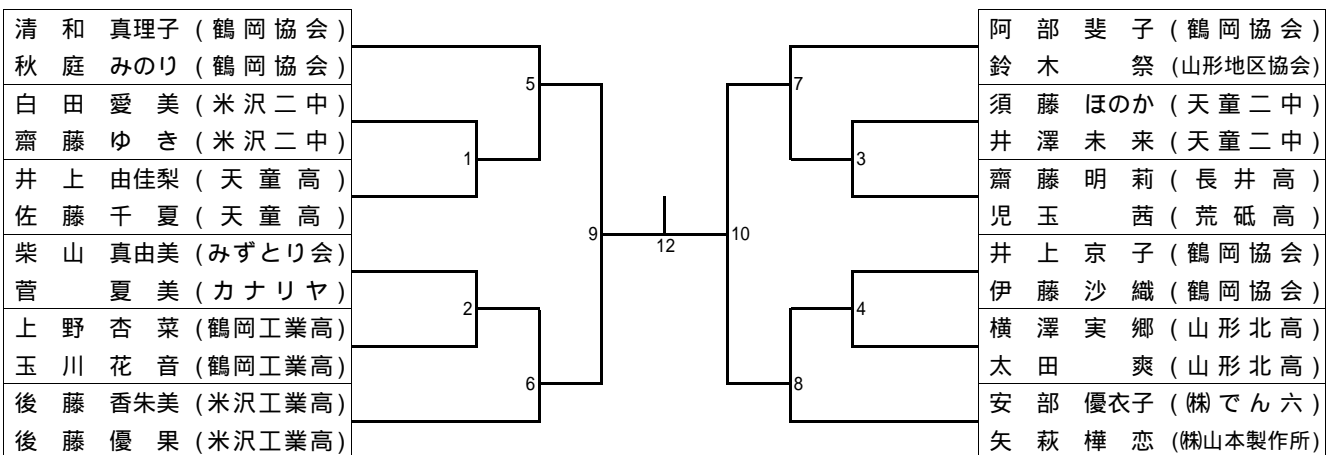 清和 真理子 (鶴岡協会)
秋庭 みのり (鶴岡協会)
白田 愛美 (米沢二中)
齋藤 ゆき (米沢二中)
井上 由佳梨 (天童高)
佐藤 千夏 (天童高)
柴山 真由美 (みずとり会)
菅 夏美 (カナリヤ)
上野 杏菜 (鶴岡工業高)
玉川 花音 (鶴岡工業高)
後藤 香朱美 (米沢工業高)
後藤 優果 (米沢工業高)
5
1
9
2
6
12
7
3
10
4
8
阿部 斐子 (鶴岡協会)
鈴木 祭 (山形地区協会)
須藤 ほのか (天童二中)
井澤 未来 (天童二中)
齋藤 明莉 (長井高)
児玉 茜 (荒砥高)
井上 京子 (鶴岡協会)
伊藤 沙織 (鶴岡協会)
横澤 実郷 (山形北高)
太田 爽 (山形北高)
安部 優衣子 (㈱でん六)
矢萩 樺恋 (㈱山本製作所)